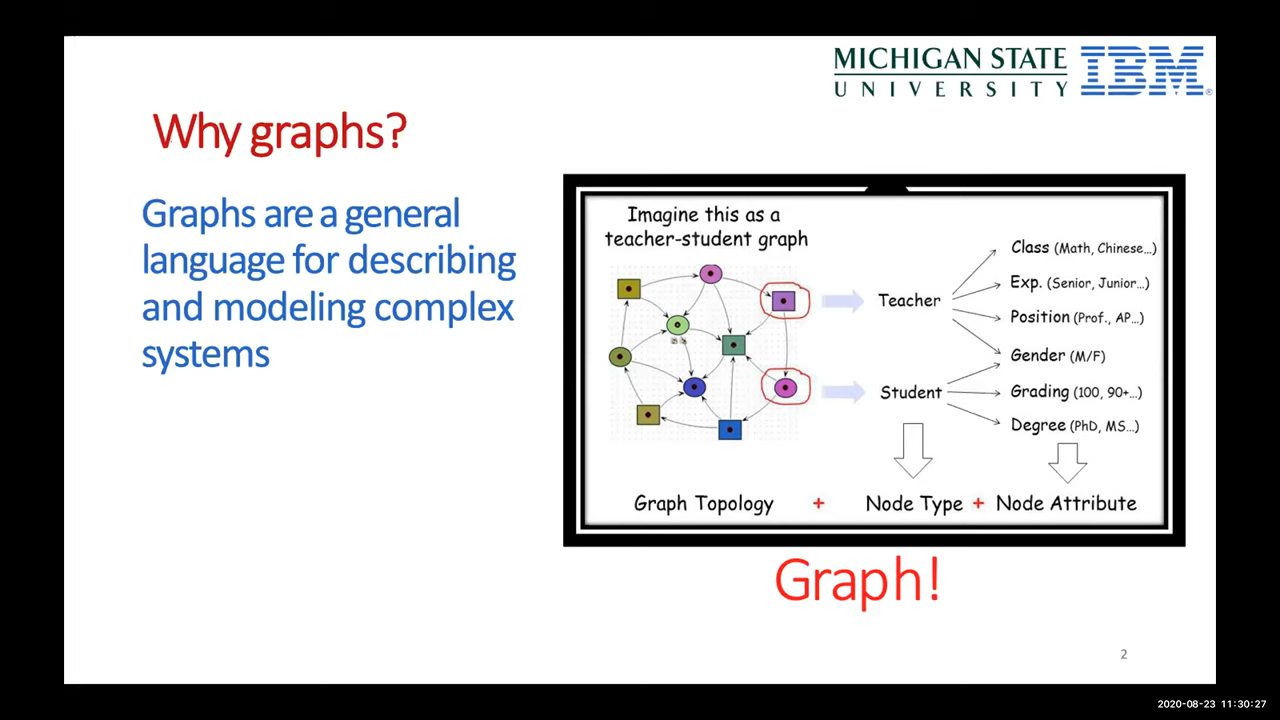 MICHIGAN STATE
UNIVERSITY
IBM®
Why graphs?
Graphs are a general
language for describing
and modeling complex
systems
Imagine this as a
teacher-student graph
Teacher
Student
Class (Math, Chinese...)
Exp. (Senior, Junior...)
Position (Prof., AP...)
Gender (M/F)
Grading (100, 90+...)
Degree (PhD, MS...)
Graph Topology + Node Type + Node Attribute
Graph!
2
2020-08-23 11:30:27